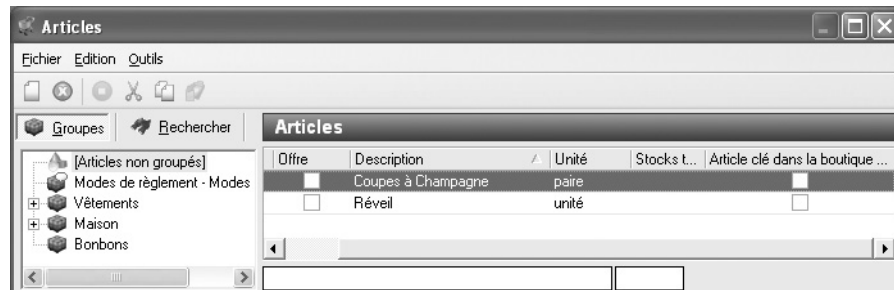 Articles
Fichier Edition Outils
Groupes Rechercher
Articles
[Articles non groupés]
Modes de règlement - Modes
Vêtements
Maison
Bonbons
Offre Description Unité Stocks t... Article clé dans la boutique ...
Coupes à Champagne paire
Réveil unité